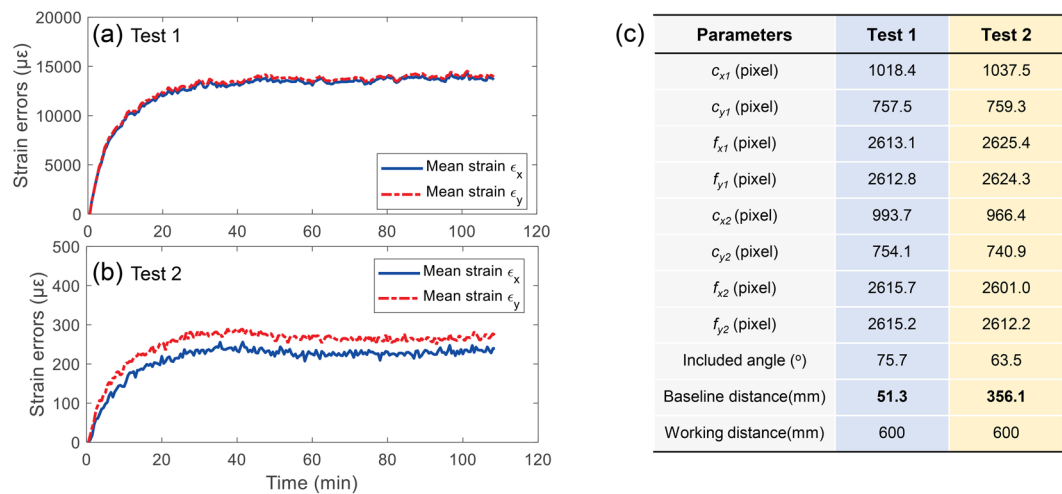 (a) Test 1
Strain errors (με)
20000
15000
10000
5000
0
0 20 40 60 80 100 120
Mean strain ϵx
Mean strain ϵy
(b) Test 2
Strain errors (με)
500
400
300
200
100
0
0 20 40 60 80 100 120
Time (min)
Mean strain ϵx
Mean strain ϵy
(c)
Parameters Test 1 Test 2
cx1 (pixel) 1018.4 1037.5
cy1 (pixel) 757.5 759.3
fx1 (pixel) 2613.1 2625.4
fy1 (pixel) 2612.8 2624.3
cx2 (pixel) 993.7 966.4
cy2 (pixel) 754.1 740.9
fx2 (pixel) 2615.7 2601.0
fy2 (pixel) 2615.2 2612.2
Included angle (°) 75.7 63.5
Baseline distance(mm) 51.3 356.1
Working distance(mm) 600 600